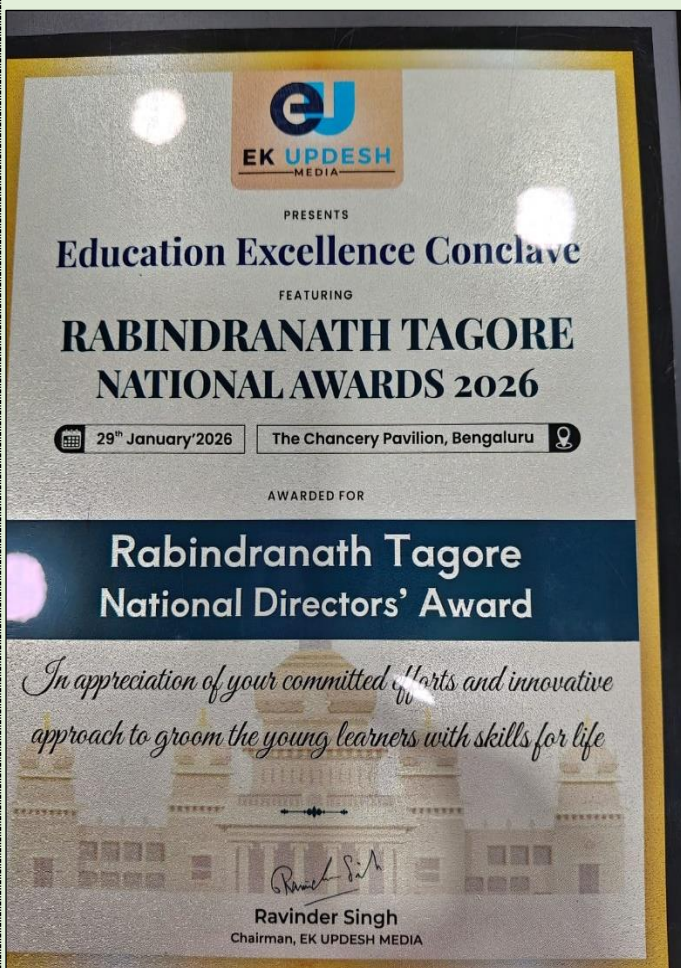 eU
EK UPDESH
MEDIA
PRESENTS
Education Excellence Conclave
FEATURING
RABINDRANATH TAGORE
NATIONAL AWARDS 2026
29th January'2026 The Chancery Pavilion, Bengaluru
AWARDED FOR
Rabindranath Tagore
National Directors' Award
In appreciation of your committed efforts and innovative
approach to groom the young learners with skills for life
Ravinder Singh
Chairman, EK UPDESH MEDIA